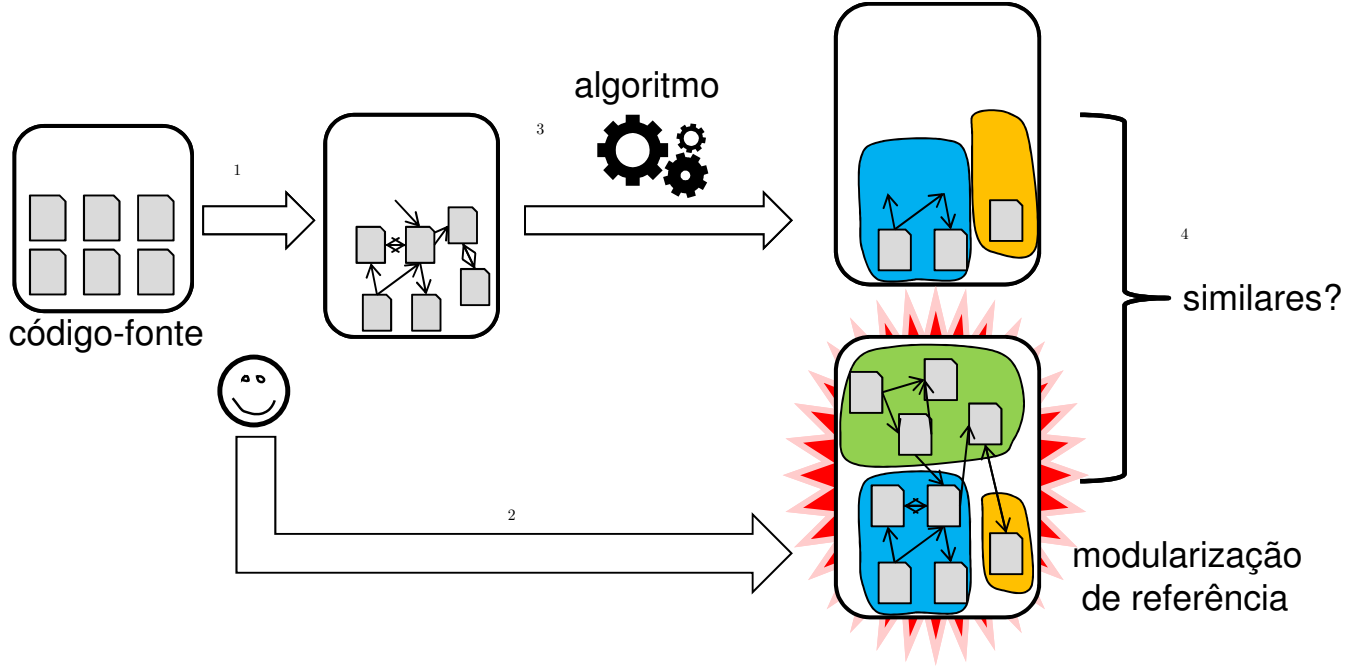 algoritmo
3
1
4
similares?
código-fonte
2
modularização
de referência